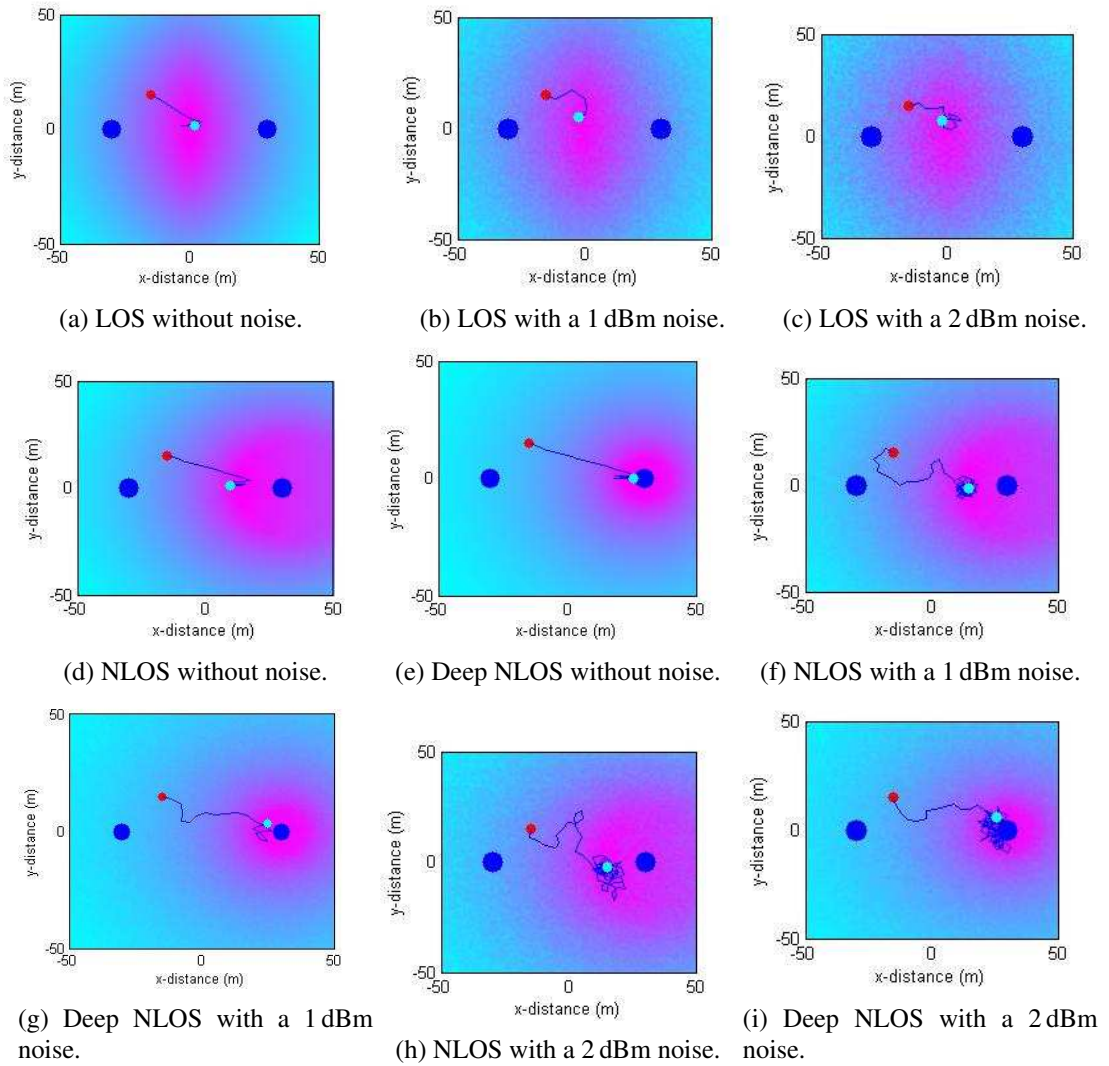 50
y-distance (m)
0
-50
-50
0
50
x-distance (m)
(a) LOS without noise.
50
y-distance (m)
0
-50
-50
0
50
x-distance (m)
(b) LOS with a 1 dBm noise.
50
y-distance (m)
0
-50
-50
0
50
x-distance (m)
(c) LOS with a 2 dBm noise.
50
y-distance (m)
0
-50
-50
0
50
x-distance (m)
(d) NLOS without noise.
50
y-distance (m)
0
-50
-50
0
50
x-distance (m)
(e) Deep NLOS without noise.
50
y-distance (m)
0
-50
-50
0
50
x-distance (m)
(f) NLOS with a 1 dBm noise.
50
y-distance (m)
0
-50
-50
0
50
x-distance (m)
(g) Deep NLOS with a 1 dBm
noise.
50
y-distance (m)
0
-50
-50
0
50
x-distance (m)
(h) NLOS with a 2 dBm noise.
50
y-distance (m)
0
-50
-50
0
50
x-distance (m)
(i) Deep NLOS with a 2 dBm
noise.